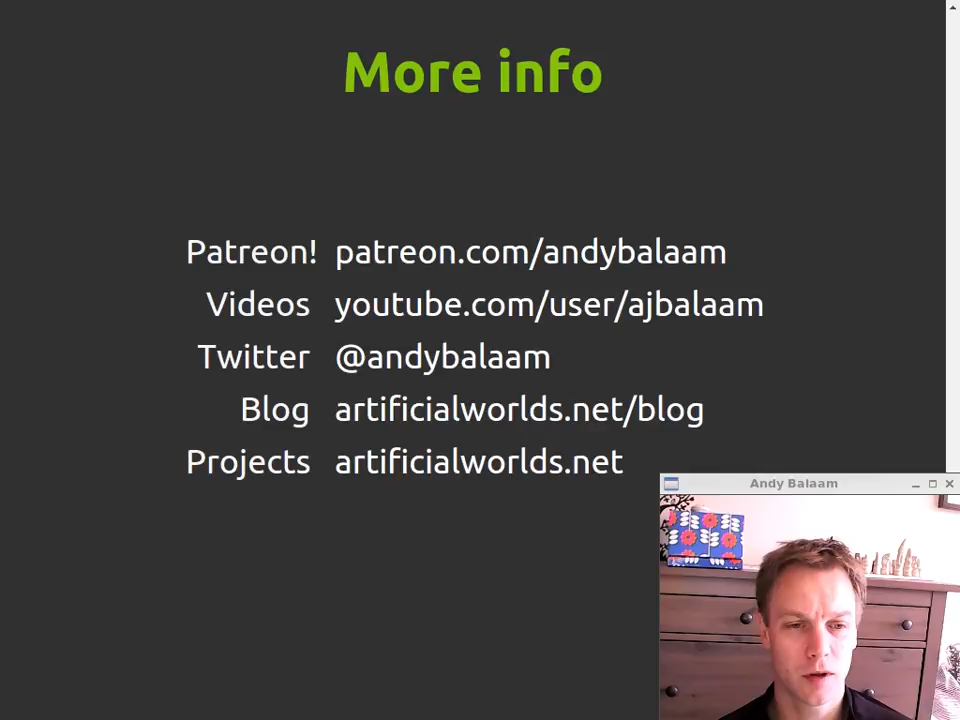 More info
Patreon! patreon.com/andybalaam
Videos youtube.com/user/ajbalaam
Twitter @andybalaam
Blog artificialworlds.net/blog
Projects artificialworlds.net
Andy Balaam